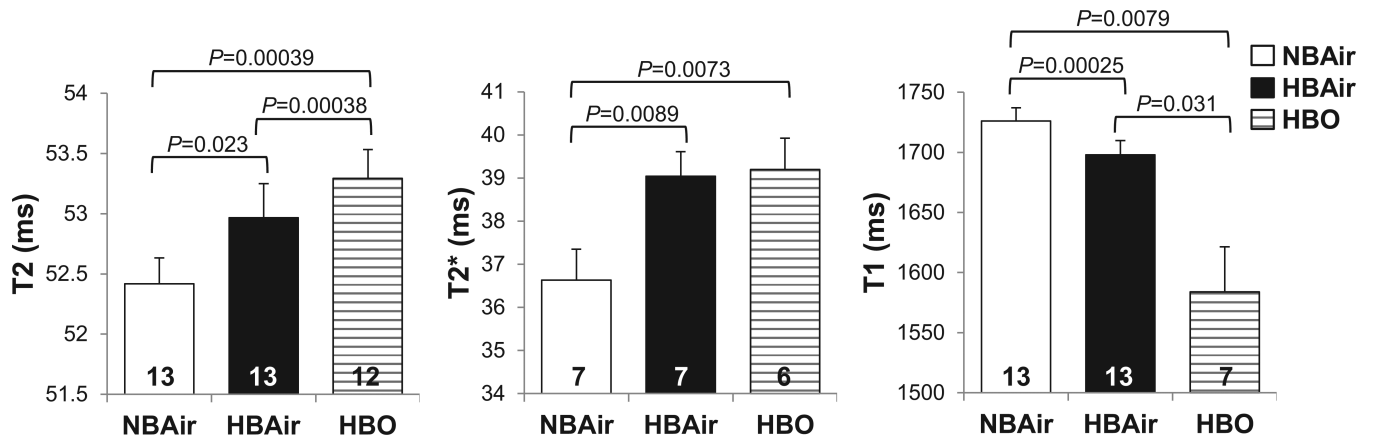 P=0.00039
P=0.00038
P=0.023
T2 (ms)
54
53.5
53
52.5
52
51.5
13
13
12
NBAir
HBAir
HBO
P=0.0073
P=0.0089
T2* (ms)
41
40
39
38
37
36
35
34
7
7
6
NBAir
HBAir
HBO
P=0.0079
P=0.00025
P=0.031
T1 (ms)
1750
1700
1650
1600
1550
1500
13
13
7
NBAir
HBAir
HBO
NBAir
HBAir
HBO